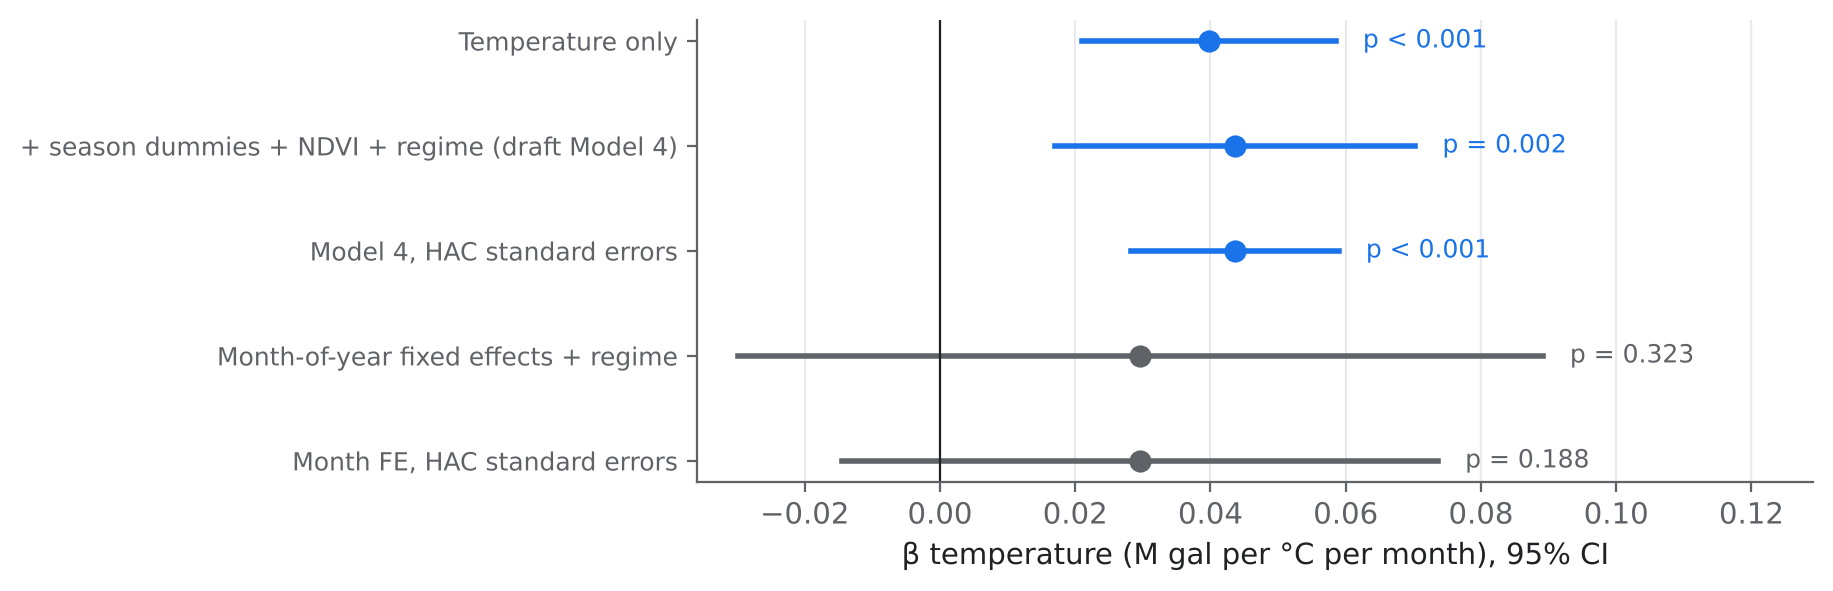 Temperature only
p < 0.001
+ season dummies + NDVI + regime (draft Model 4)
p = 0.002
Model 4, HAC standard errors
p < 0.001
Month-of-year fixed effects + regime
p = 0.323
Month FE, HAC standard errors
p = 0.188
−0.02 0.00 0.02 0.04 0.06 0.08 0.10 0.12
β temperature (M gal per °C per month), 95% CI